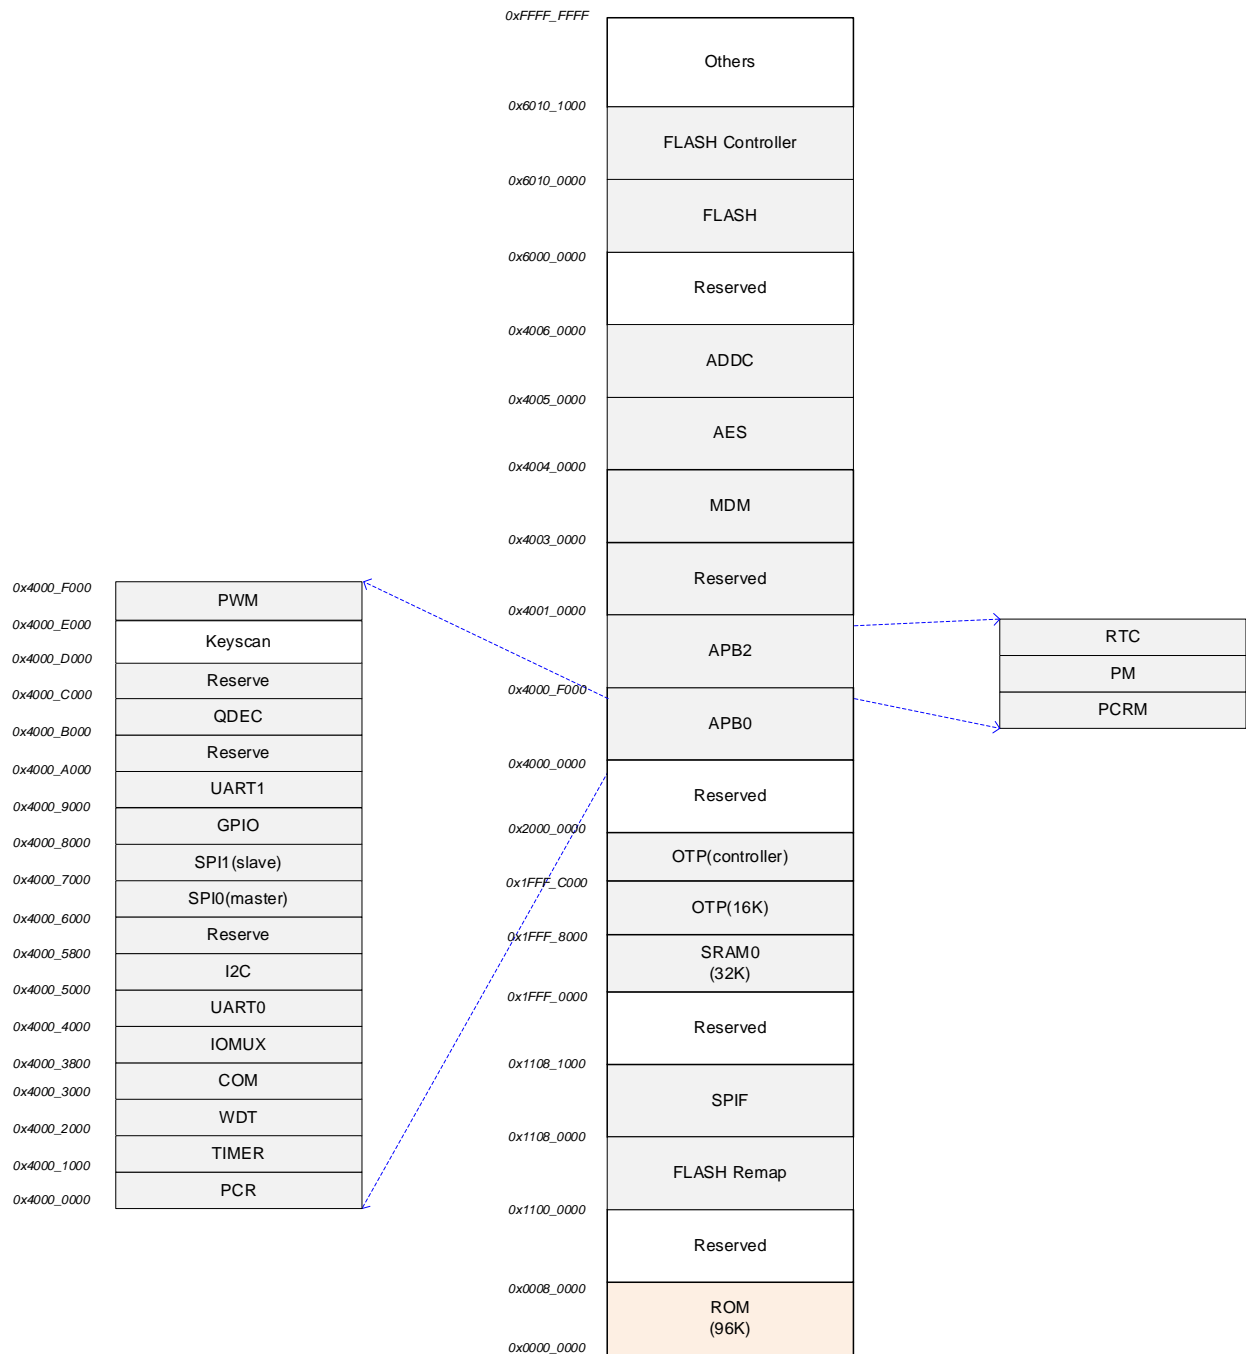 0xFFFF_FFFF
Others
0x6010_1000
FLASH Controller
0x6010_0000
FLASH
0x6000_0000
Reserved
0x4006_0000
ADDC
0x4005_0000
AES
0x4004_0000
MDM
0x4003_0000
Reserved
0x4001_0000
APB2
0x4000_F000
APB0
0x4000_0000
Reserved
0x2000_0000
OTP(controller)
0x1FFF_C000
OTP(16K)
0x1FFF_8000
SRAM0
(32K)
0x1FFF_0000
Reserved
0x1108_1000
SPIF
0x1108_0000
FLASH Remap
0x1100_0000
Reserved
0x0008_0000
ROM
(96K)
0x0000_0000
0x4000_F000
PWM
0x4000_E000
Keyscan
0x4000_D000
Reserve
0x4000_C000
QDEC
0x4000_B000
Reserve
0x4000_A000
UART1
0x4000_9000
GPIO
0x4000_8000
SPI1(slave)
0x4000_7000
SPI0(master)
0x4000_6000
Reserve
0x4000_5800
I2C
0x4000_5000
UART0
0x4000_4000
IOMUX
0x4000_3800
COM
0x4000_3000
WDT
0x4000_2000
TIMER
0x4000_1000
PCR
0x4000_0000
RTC
PM
PCRM